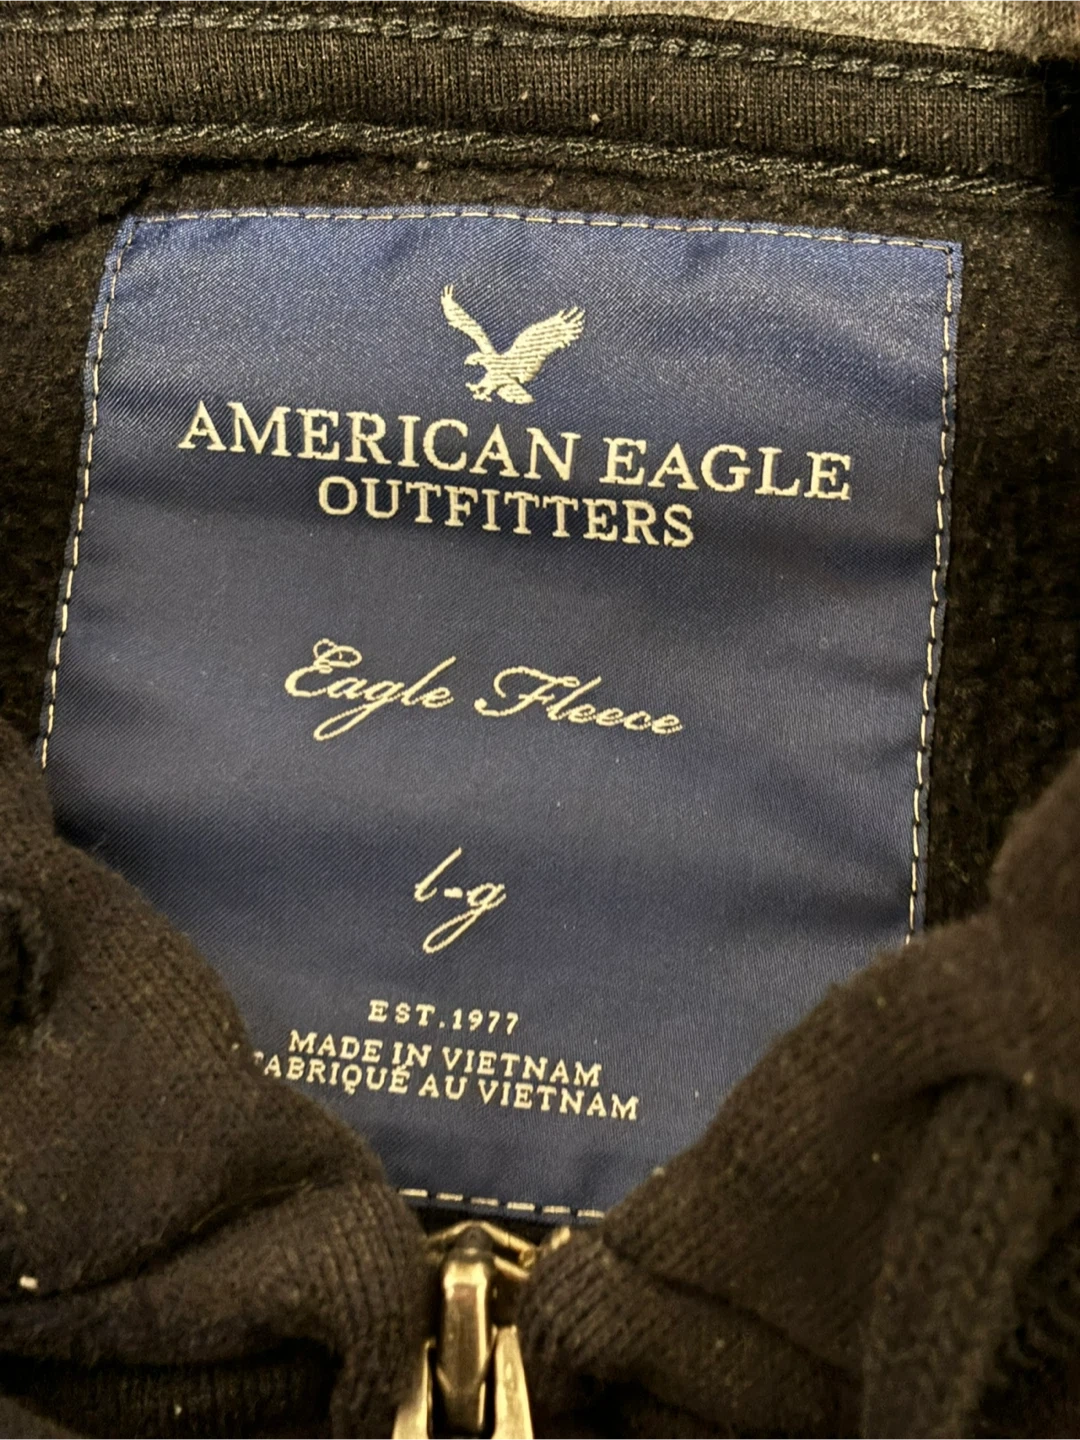 AMERICAN EAGLE
OUTFITTERS
Eagle Fleece
l-g
EST.1977
MADE IN VIETNAM
FABRIQUÉ AU VIETNAM